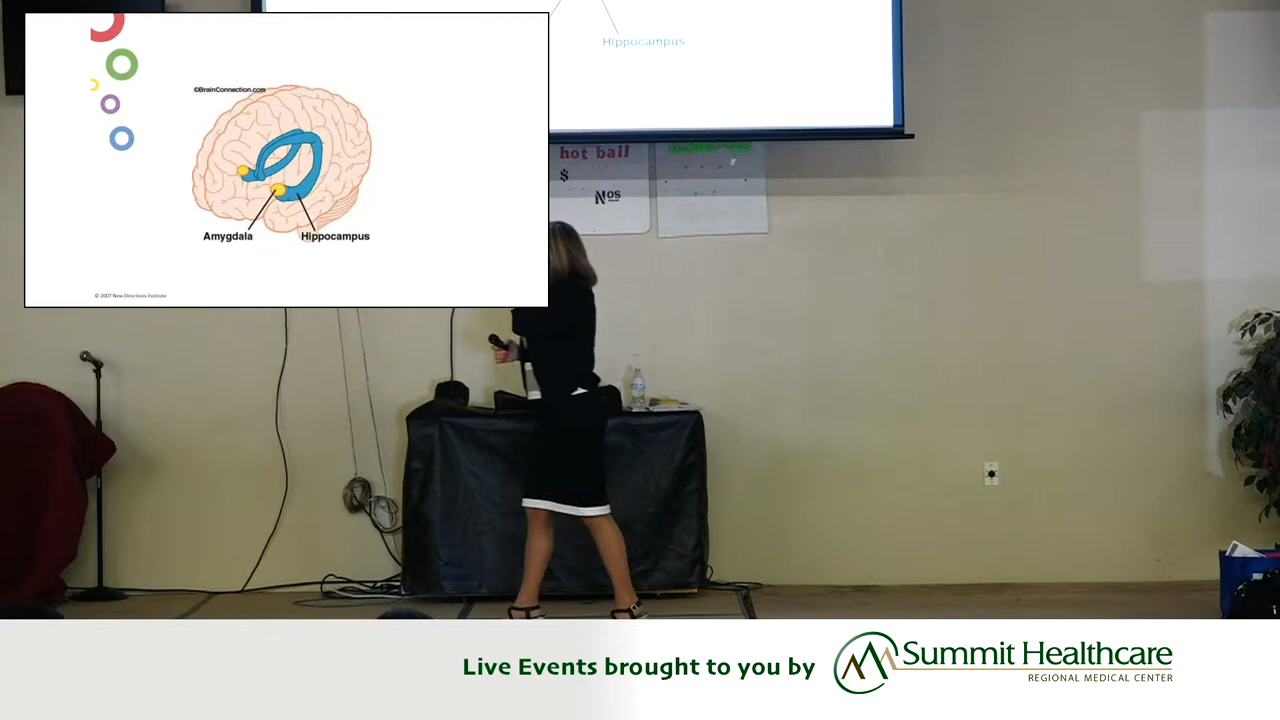 ©BrainConnection.com
Amygdala
Hippocampus
© 2007 New Directions Institute
Hippocampus
hot ball
$
Nos
Live Events brought to you by
Summit Healthcare
REGIONAL MEDICAL CENTER